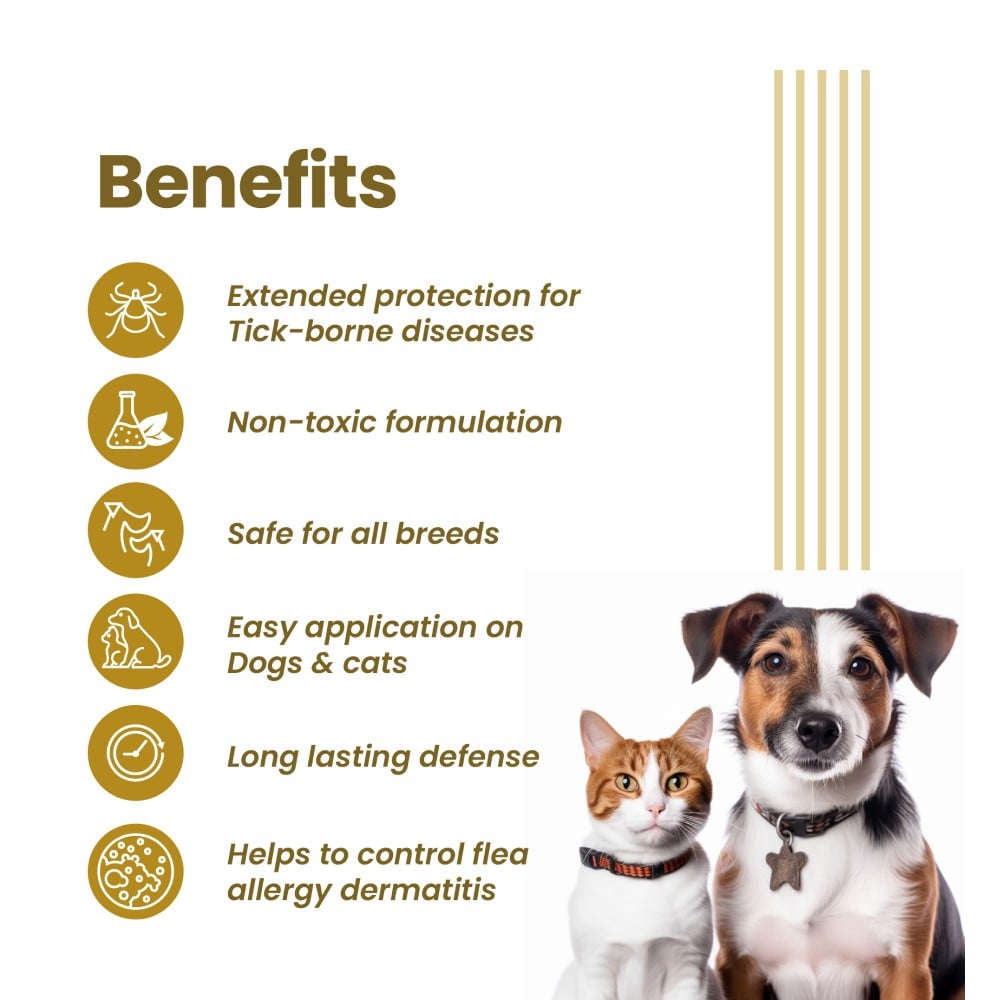 Benefits
Extended protection for
Tick-borne diseases
Non-toxic formulation
Safe for all breeds
Easy application on
Dogs & cats
Long lasting defense
Helps to control flea
allergy dermatitis